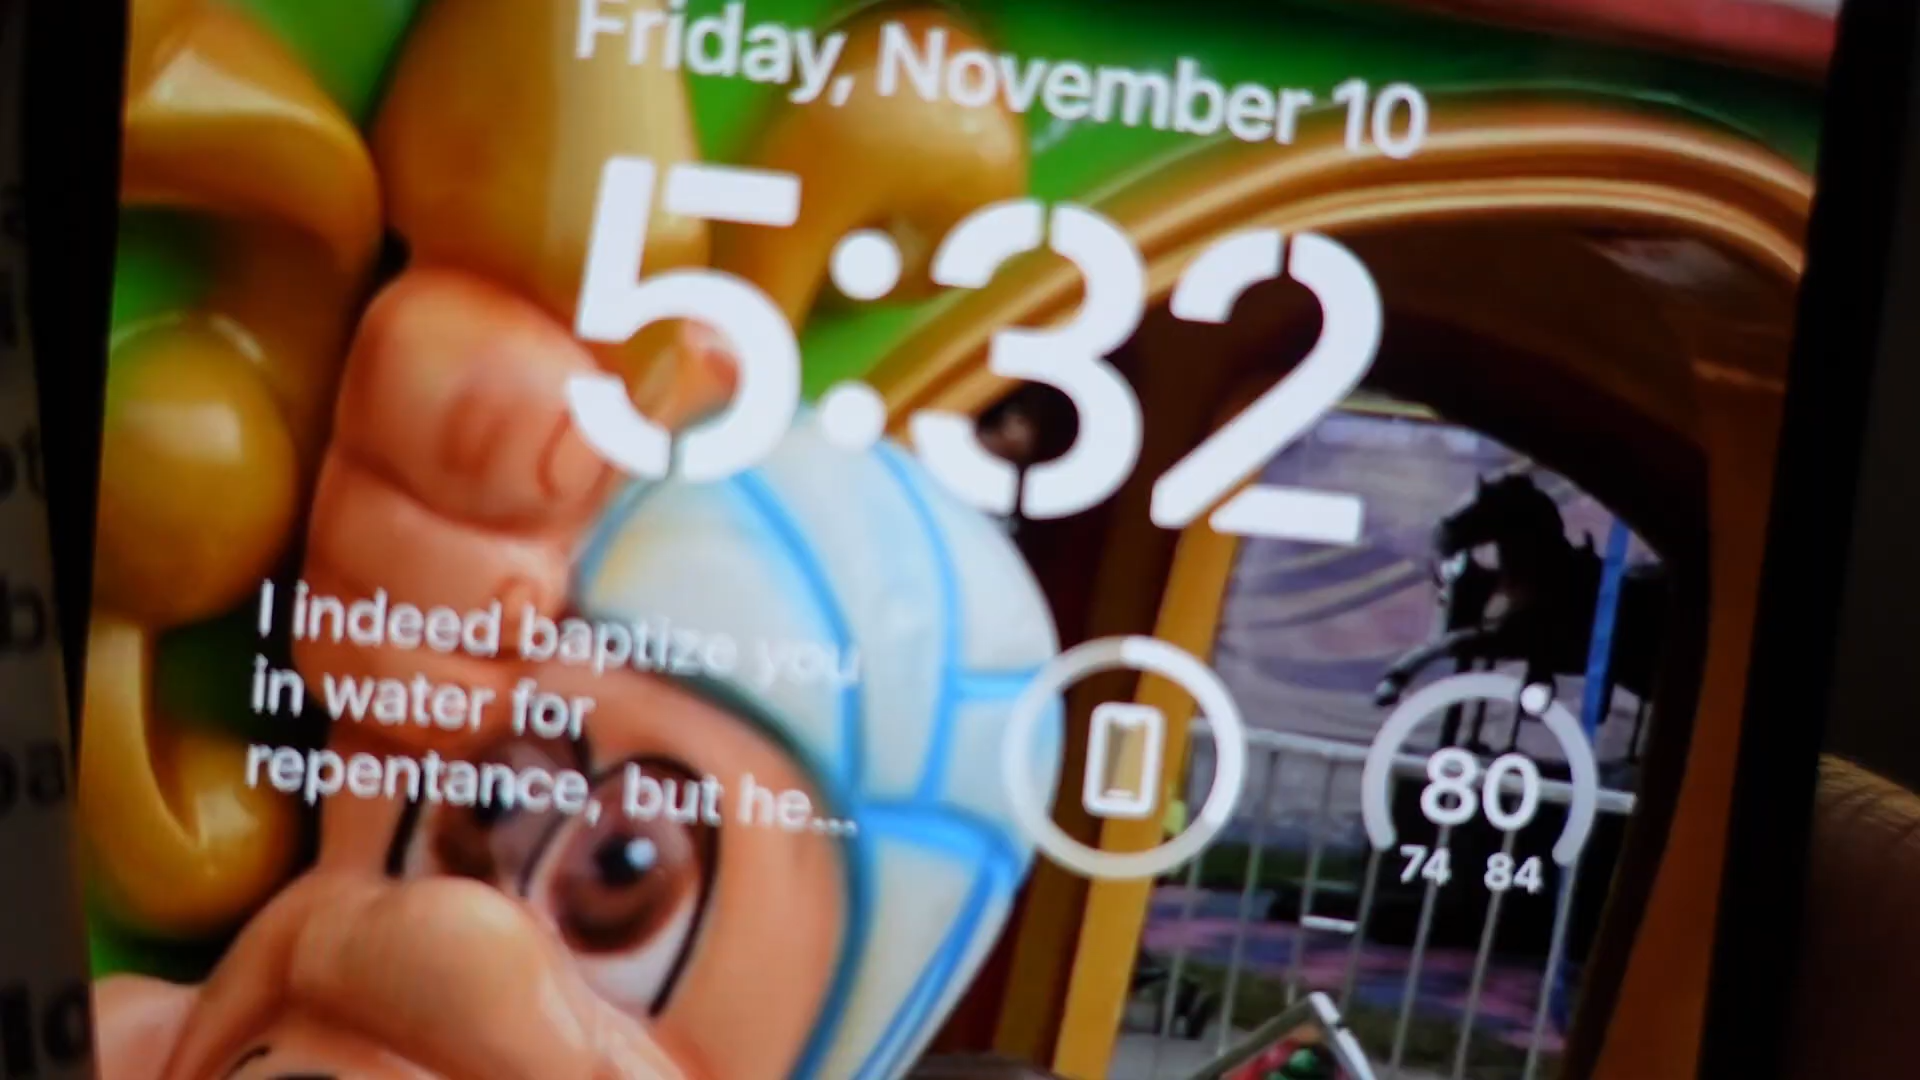 Friday, November 10
5:32
I indeed baptize you
in water for
repentance, but he...
80
74 84